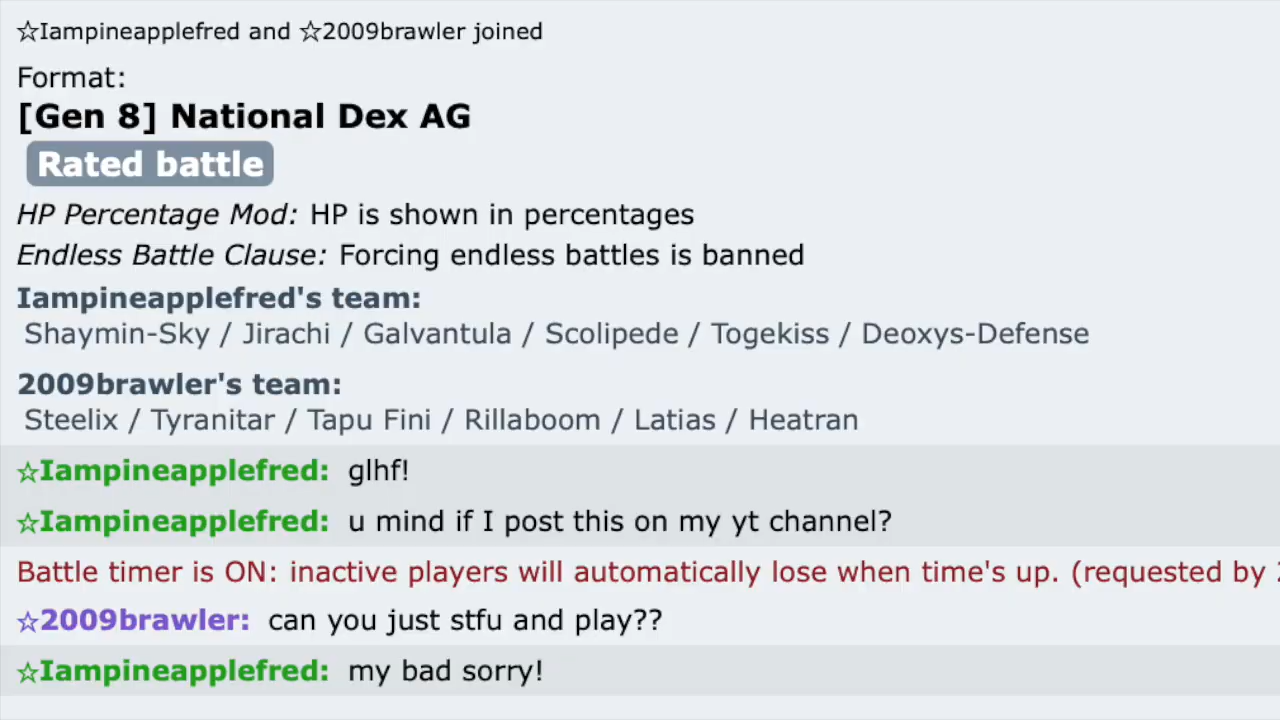 ☆Iampineapplefred and ☆2009brawler joined
Format:
[Gen 8] National Dex AG
Rated battle
HP Percentage Mod: HP is shown in percentages
Endless Battle Clause: Forcing endless battles is banned
Iampineapplefred's team:
Shaymin-Sky / Jirachi / Galvantula / Scolipede / Togekiss / Deoxys-Defense
2009brawler's team:
Steelix / Tyranitar / Tapu Fini / Rillaboom / Latias / Heatran
☆Iampineapplefred: glhf!
☆Iampineapplefred: u mind if I post this on my yt channel?
Battle timer is ON: inactive players will automatically lose when time's up. (requested by
☆2009brawler: can you just stfu and play??
☆Iampineapplefred: my bad sorry!